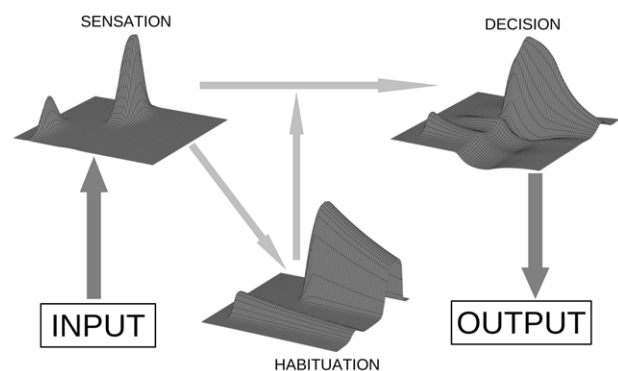 SENSATION
DECISION
INPUT
OUTPUT
HABITUATION